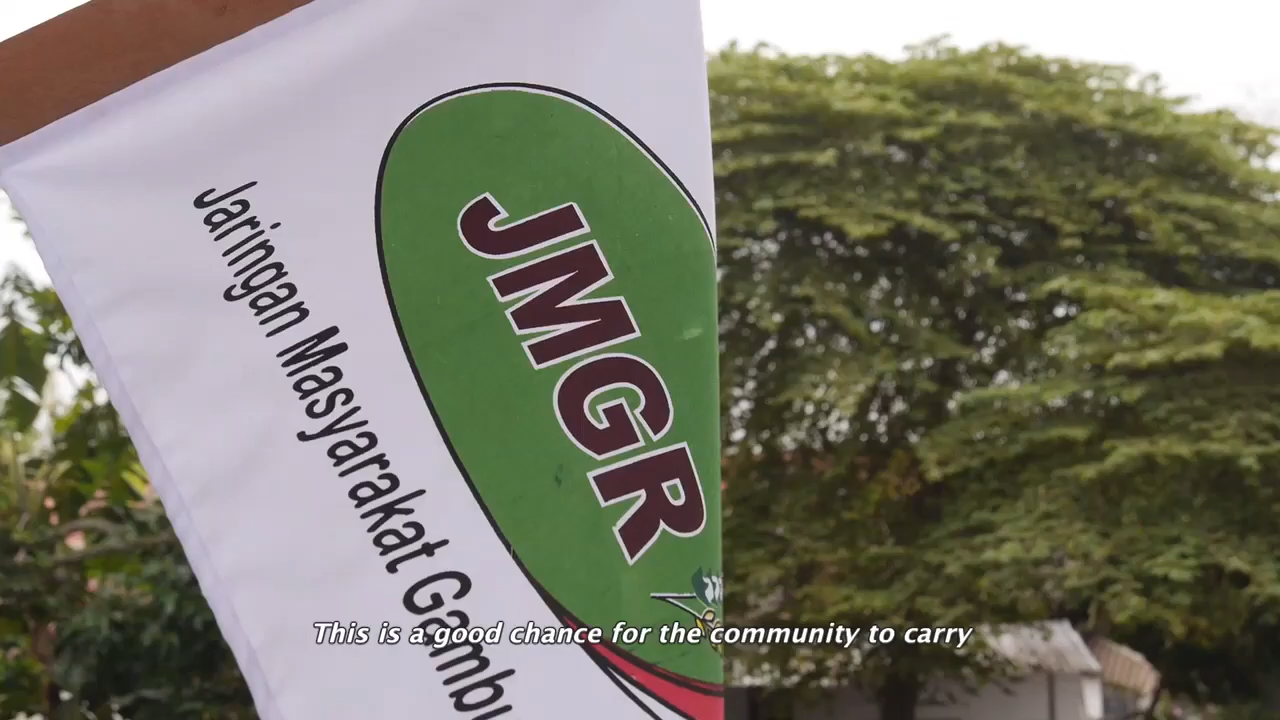 JMGR
Jaringan Masyarakat
This is a good chance for the community to carry